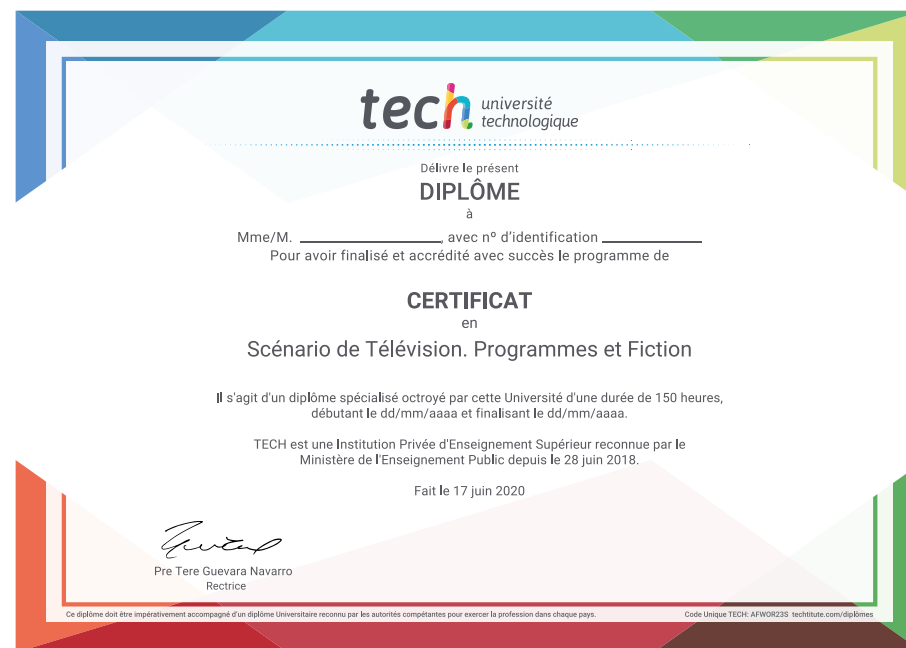 tech université
technologique
Délivre le présent
DIPLÔME
à
Mme/M. ____________________, avec nº d'identification ______________
Pour avoir finalisé et accrédité avec succès le programme de
CERTIFICAT
en
Scénario de Télévision. Programmes et Fiction
Il s'agit d'un diplôme spécialisé octroyé par cette Université d'une durée de 150 heures,
débutant le dd/mm/aaaa et finalisant le dd/mm/aaaa.
TECH est une Institution Privée d'Enseignement Supérieur reconnue par le
Ministère de l'Enseignement Public depuis le 28 juin 2018.
Fait le 17 juin 2020
Pre Tere Guevara Navarro
Rectrice
Ce diplôme doit être impérativement accompagné d'un diplôme Universitaire reconnu par les autorités compétantes pour exercer la profession dans chaque pays. Code Unique TECH: AFWOR23S techtitute.com/diplômes